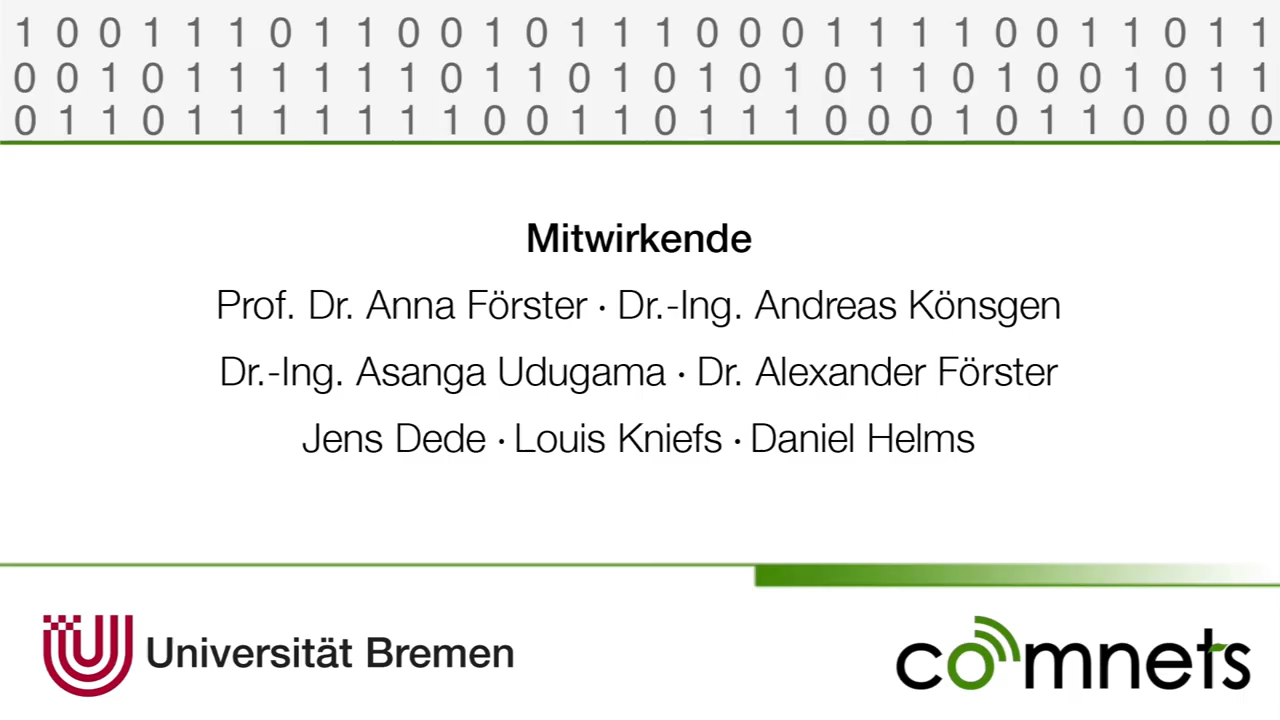 1 0 0 1 1 1 0 1 1 0 0 1 0 1 1 1 0 0 0 1 1 1 1 0 0 1 1 0 1 1
0 0 1 0 1 1 1 1 1 1 0 1 1 0 1 0 1 0 1 0 1 1 0 1 0 0 1 0 1 1
0 1 1 0 1 1 1 1 1 1 1 0 0 1 1 0 1 1 1 0 0 0 1 0 1 1 0 0 0 0
Mitwirkende
Prof. Dr. Anna Förster · Dr.-Ing. Andreas Könsgen
Dr.-Ing. Asanga Udugama · Dr. Alexander Förster
Jens Dede · Louis Kniefs · Daniel Helms
Universität Bremen
comnets